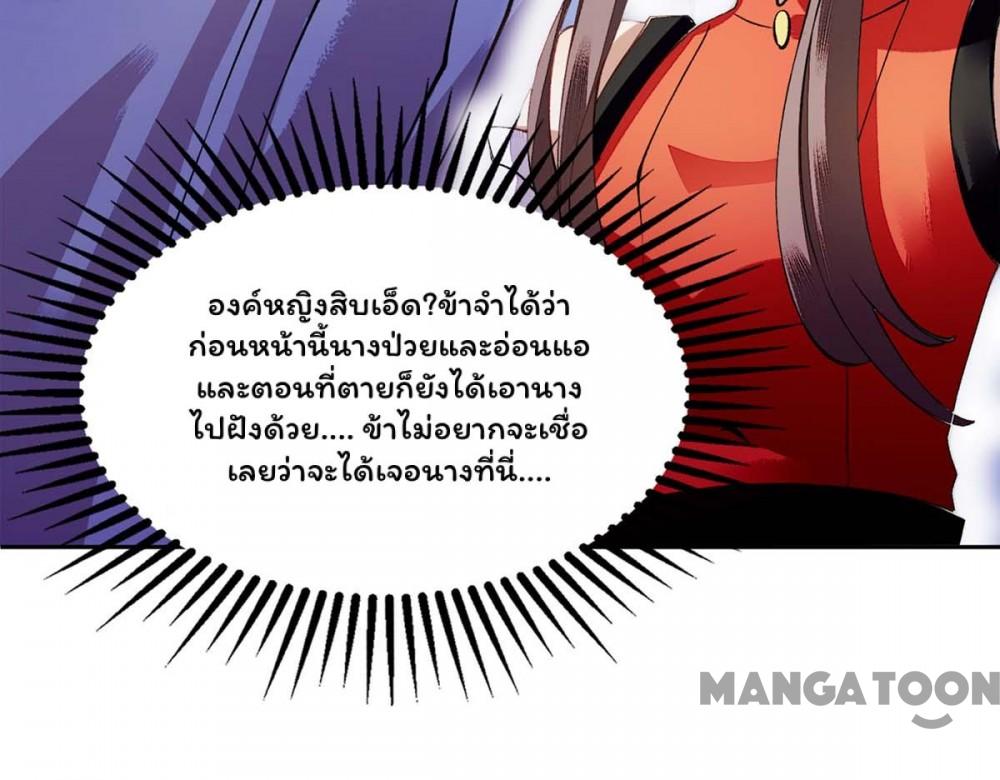 องค์หญิงสิบเอ็ด?ข้าจำได้ว่า
ก่อนหน้านี้นางป่วยและอ่อนแอ
และตอนที่ตายก็ยังได้เอานาง
ไปฝังด้วย.... ข้าไม่อยากจะเชื่อ
เลยว่าจะได้เจอนางที่นี่....
MANGATOON